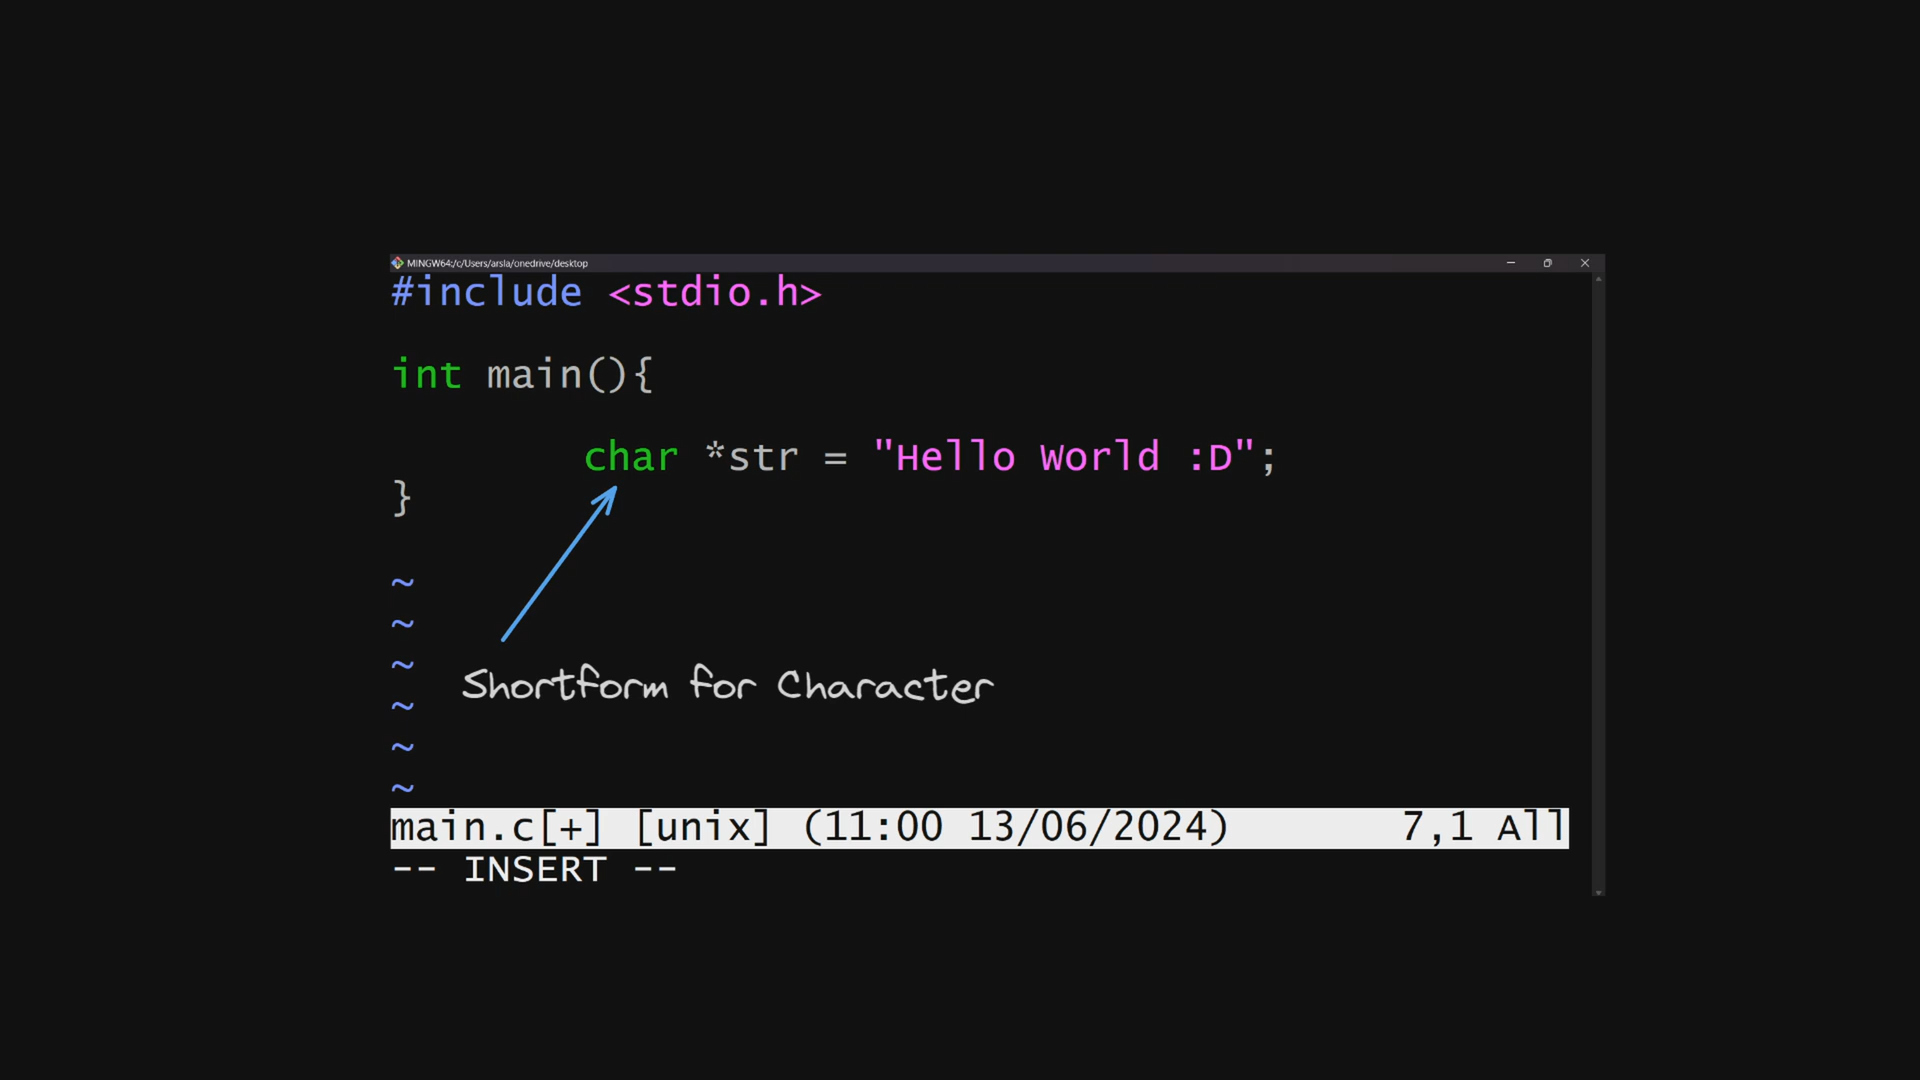 MINGW64:/c/Users/arsla/onedrive/desktop
#include <stdio.h>
int main(){
char *str = "Hello World :D";
}
~
~
~
Shortform for Character
~
~
~
main.c[+] [unix] (11:00 13/06/2024) 7,1 All
-- INSERT --